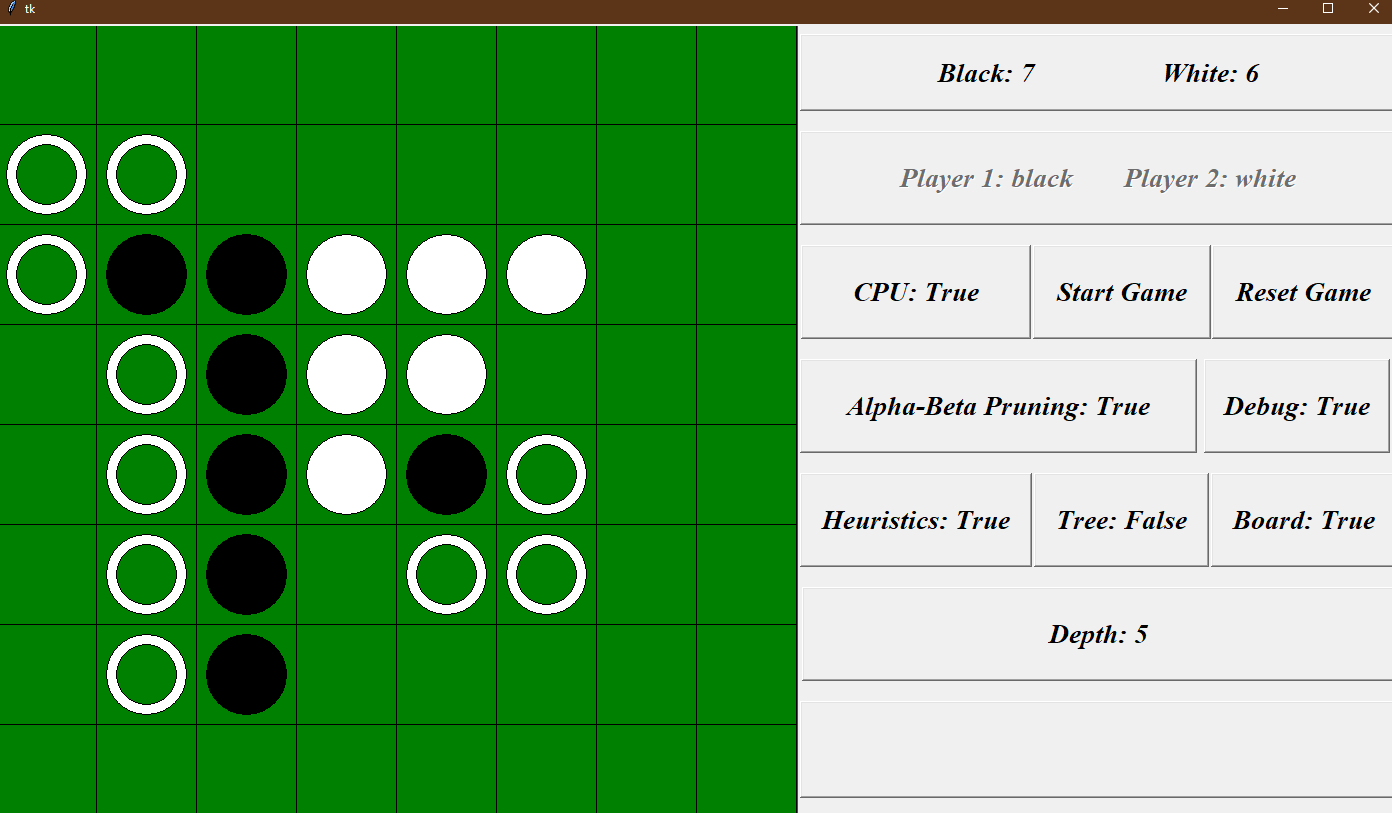 tk
Black: 7 White: 6
Player 1: black Player 2: white
CPU: True Start Game Reset Game
Alpha-Beta Pruning: True Debug: True
Heuristics: True Tree: False Board: True
Depth: 5